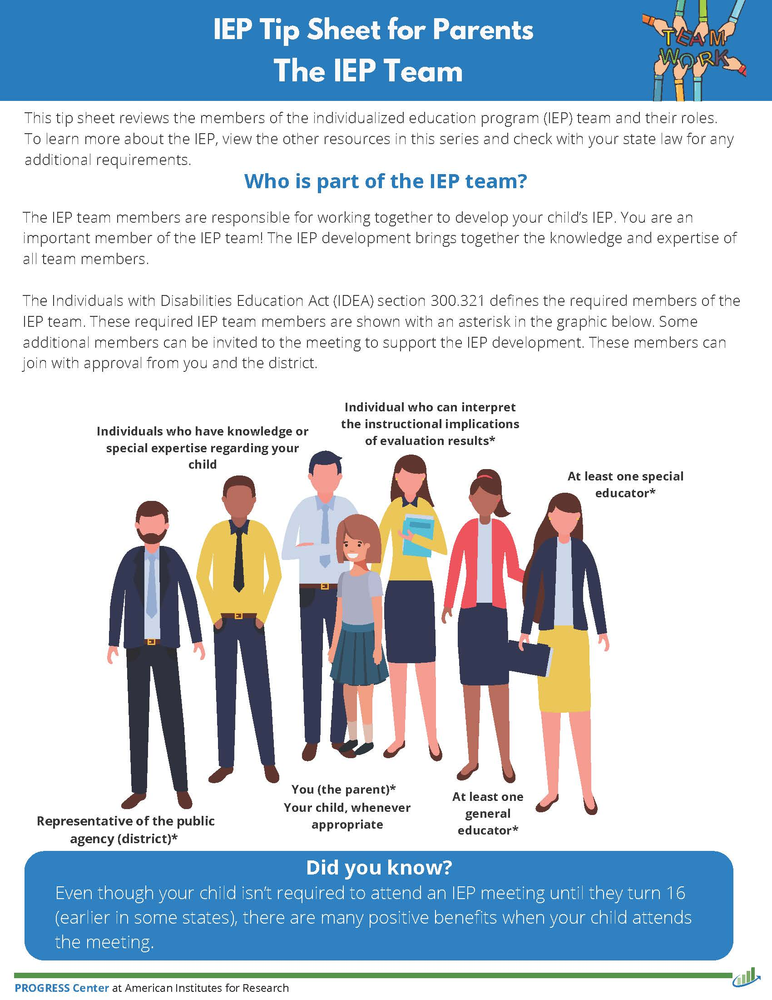 IEP Tip Sheet for Parents
The IEP Team
TEAM
WORK
This tip sheet reviews the members of the individualized education program (IEP) team and their roles.
To learn more about the IEP, view the other resources in this series and check with your state law for any
additional requirements.
Who is part of the IEP team?
The IEP team members are responsible for working together to develop your child’s IEP. You are an
important member of the IEP team! The IEP development brings together the knowledge and expertise of
all team members.
The Individuals with Disabilities Education Act (IDEA) section 300.321 defines the required members of the
IEP team. These required IEP team members are shown with an asterisk in the graphic below. Some
additional members can be invited to the meeting to support the IEP development. These members can
join with approval from you and the district.
Individuals who have knowledge or
special expertise regarding your
child
Individual who can interpret
the instructional implications
of evaluation results*
At least one special
educator*
Representative of the public
agency (district)*
You (the parent)*
Your child, whenever
appropriate
At least one
general
educator*
Did you know?
Even though your child isn’t required to attend an IEP meeting until they turn 16
(earlier in some states), there are many positive benefits when your child attends
the meeting.
PROGRESS Center at American Institutes for Research